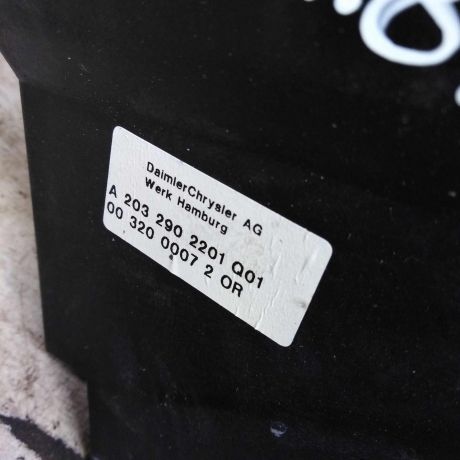 DaimlerChrysler AG
Werk Hamburg
A 203 290 2201 Q01
00 320 0007 2 OR